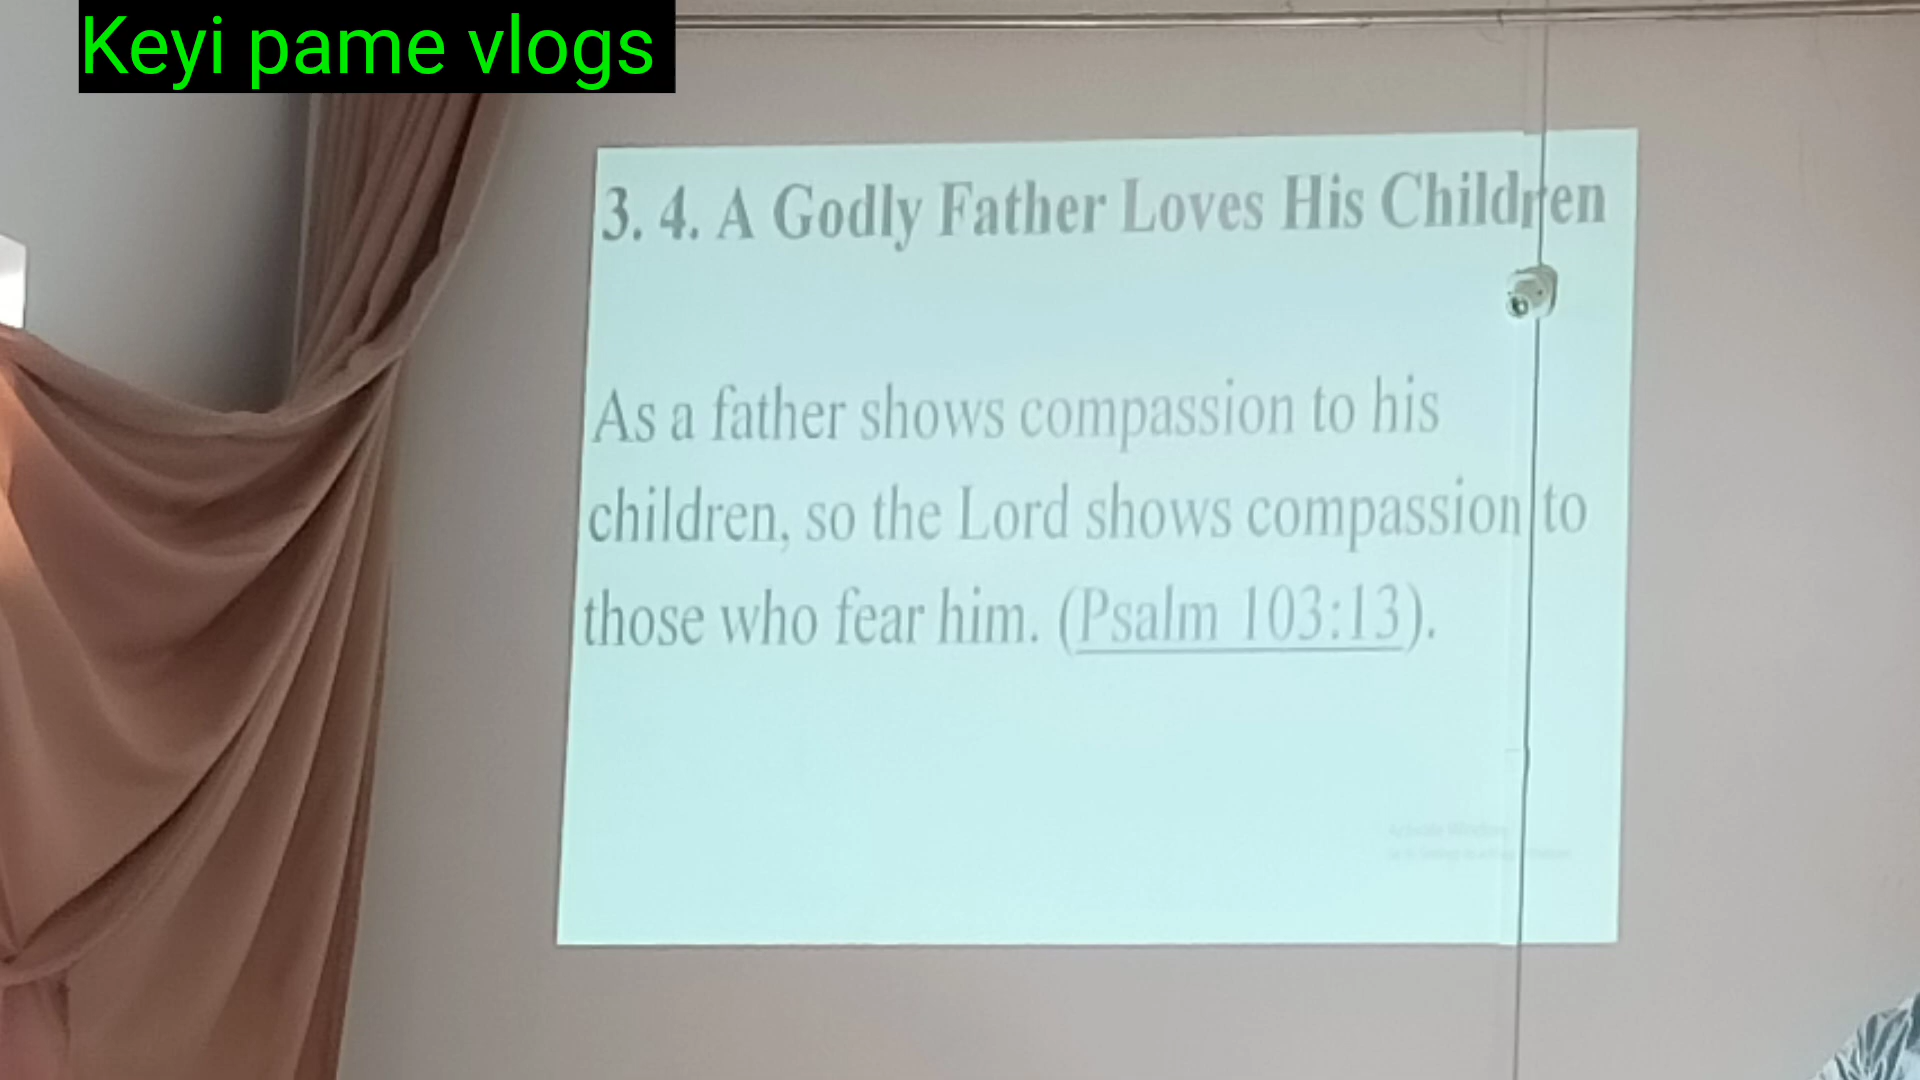 Keyi pame vlogs
3. 4. A Godly Father Loves His Children
As a father shows compassion to his
children, so the Lord shows compassion to
those who fear him. (Psalm 103:13).